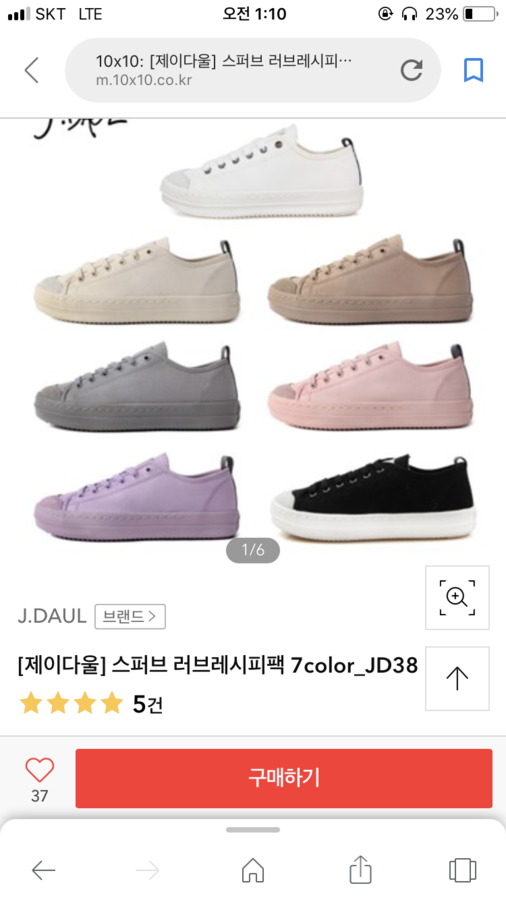 SKT LTE 오전 1:10 23%
10x10: [제이다울] 스퍼브 러브레시피…
m.10x10.co.kr
J.DAUL
1/6
J.DAUL 브랜드 >
[제이다울] 스퍼브 러브레시피팩 7color_JD38
5건
37 구매하기